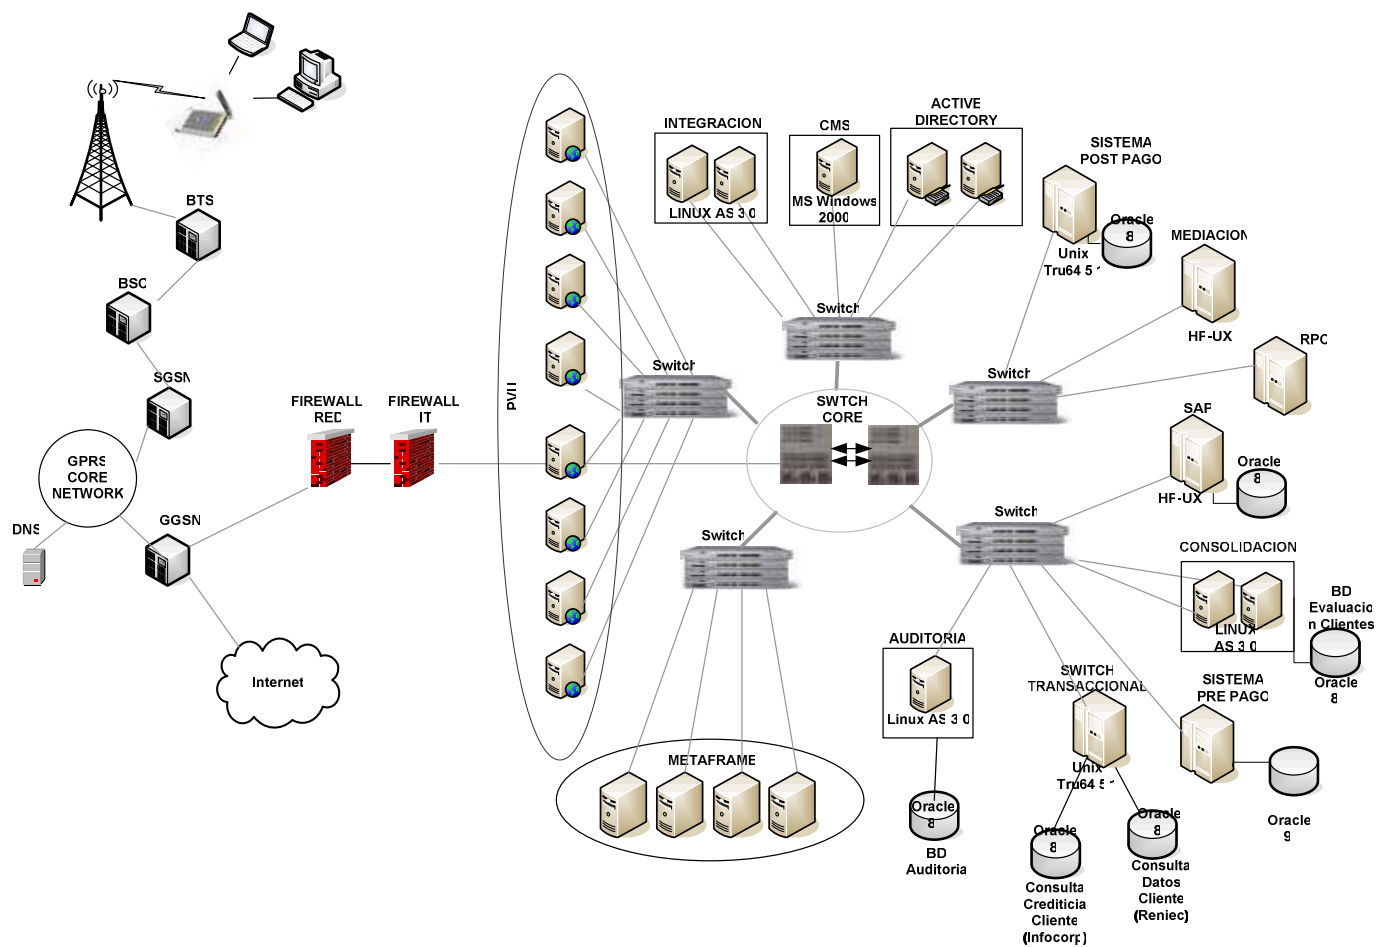 INTEGRACION
LINUX AS 3.0
CMS
MS Windows
2000
ACTIVE
DIRECTORY
SISTEMA
POST PAGO
Oracle
8
Unix
Tru64 5.1
MEDIACION
HF-UX
RPC
BTS
BSC
SGSN
GPRS
CORE
NETWORK
DNS
GGSN
Internet
FIREWALL
RED
FIREWALL
IT
Switch
Switch
Switch
SWTCH
CORE
Switch
Switch
SAP
HF-UX
Oracle
8
CONSOLIDACION
LINUX
AS 3.0
BD
Evaluacio
n Clientes
Oracle
8
AUDITORIA
Linux AS 3.0
Oracle
8
BD
Auditoria
SWITCH
TRANSACCIONAL
Unix
Tru64 5.1
Oracle
8
Consulta
Crediticia
Cliente
(Infocorp)
Oracle
8
Consulta
Datos
Cliente
(Reniec)
SISTEMA
PRE PAGO
Oracle
9
METAFRAME